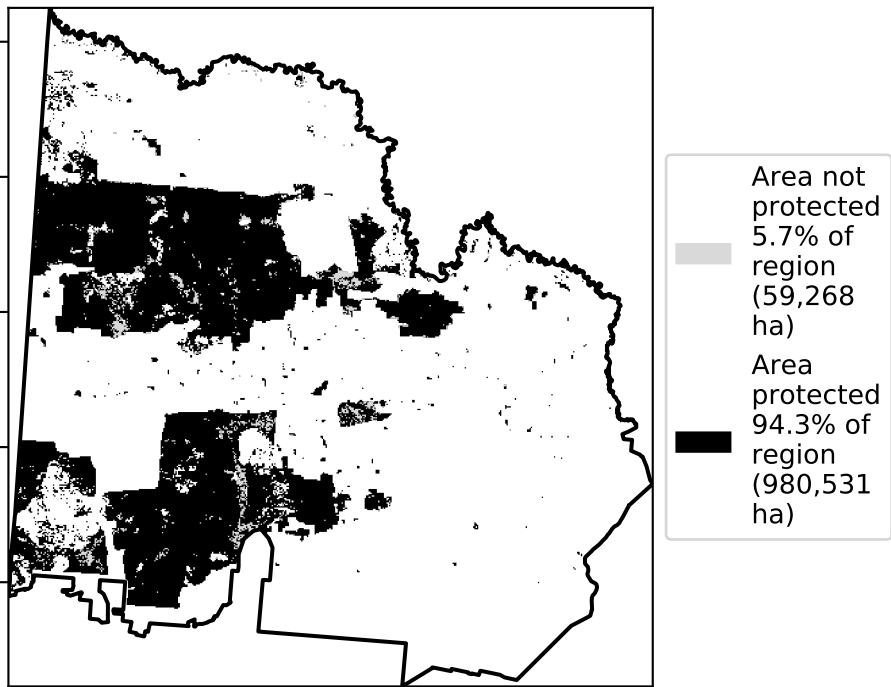 Area not
protected
5.7% of
region
(59,268
ha)
Area
protected
94.3% of
region
(980,531
ha)